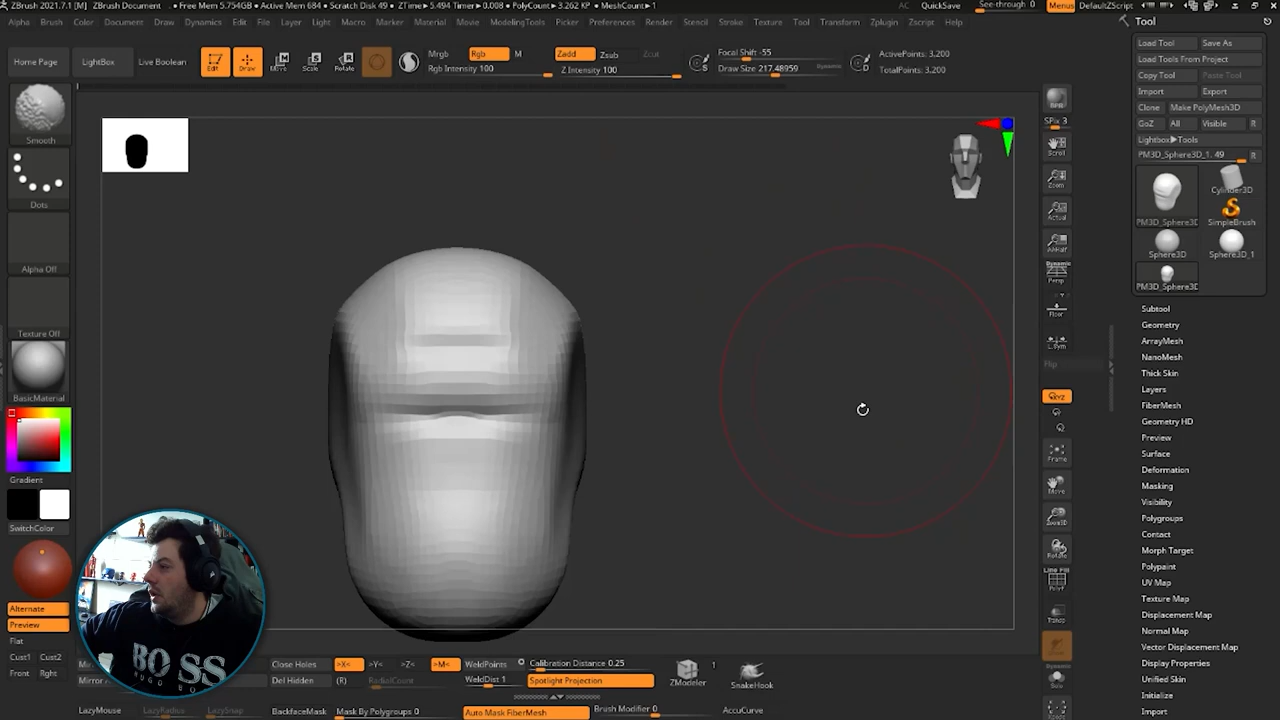 ZBrush 2021.7.1 [M]   ZBrush Document   . • Free Mem 5.754GB • Active Mem 684 • Scratch Disk 49 • ZTime▸5.494 Timer▸0.008 • PolyCount▸3.262 KP • MeshCount▸1   AC   QuickSave   See-through 0   Menus   DefaultZScript
Alpha   Brush   Color   Document   Draw   Dynamics   Edit   File   Layer   Light   Macro   Marker   Material   Movie   ModelingTools   Picker   Preferences   Render   Stencil   Stroke   Texture   Tool   Transform   Zplugin   Zscript   Help
Tool
Load Tool   Save As
Load Tools From Project
Copy Tool   Paste Tool
Import   Export
Clone   Make PolyMesh3D
GoZ   All   Visible   R
Lightbox▸Tools
PM3D_Sphere3D_1. 49   R
PM3D_Sphere3D   Cylinder3D
SimpleBrush
Sphere3D   Sphere3D_1
PM3D_Sphere3D
Subtool
Geometry
ArrayMesh
NanoMesh
Thick Skin
Layers
FiberMesh
Geometry HD
Preview
Surface
Deformation
Masking
Visibility
Polygroups
Contact
Morph Target
Polypaint
UV Map
Texture Map
Displacement Map
Normal Map
Vector Displacement Map
Display Properties
Unified Skin
Initialize
Import
Home Page   LightBox   Live Boolean   Edit   Draw   Move   Scale   Rotate
Mrgb   Rgb   M   Zadd   Zsub   Zcut   Focal Shift -55   ActivePoints: 3,200
Rgb Intensity 100   Z Intensity 100   Draw Size 217.48959   Dynamic   TotalPoints: 3,200
S   D
Smooth
Dots
Alpha Off
Texture Off
BasicMaterial
Gradient
SwitchColor
Alternate
Preview
Flat
Cust1   Cust2
Front   Rght
BPR
SPix 3
Scroll
Zoom
Actual
AAHalf
Dynamic
Persp
Floor
L.Sym
Flip
Frame
Move
Zoom3D
Rotate
Line Fill
PolyF
Transp
Dynamic
Solo
Xpose
BOSS
HUGO BOSS
Close Holes   >X<   >Y<   >Z<   >M<   WeldPoints   Calibration Distance 0.25   1
Del Hidden   (R)   RadialCount   WeldDist 1   Spotlight Projection   ZModeler   SnakeHook
LazyMouse   LazyRadius   LazySnap   BackfaceMask   Mask By Polygroups 0   Auto Mask FiberMesh   Brush Modifier 0   AccuCurve